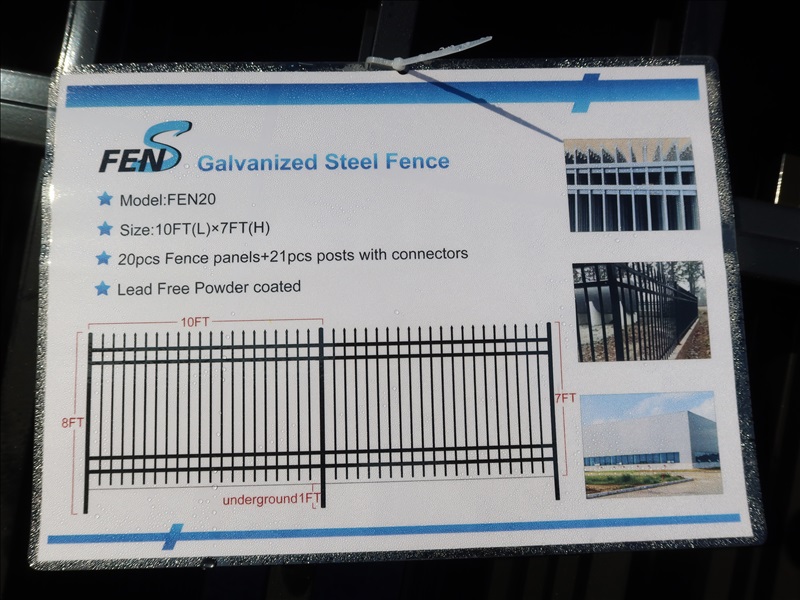 FENS
Galvanized Steel Fence
Model:FEN20
Size:10FT(L)×7FT(H)
20pcs Fence panels+21pcs posts with connectors
Lead Free Powder coated
10FT
8FT
7FT
underground1FT